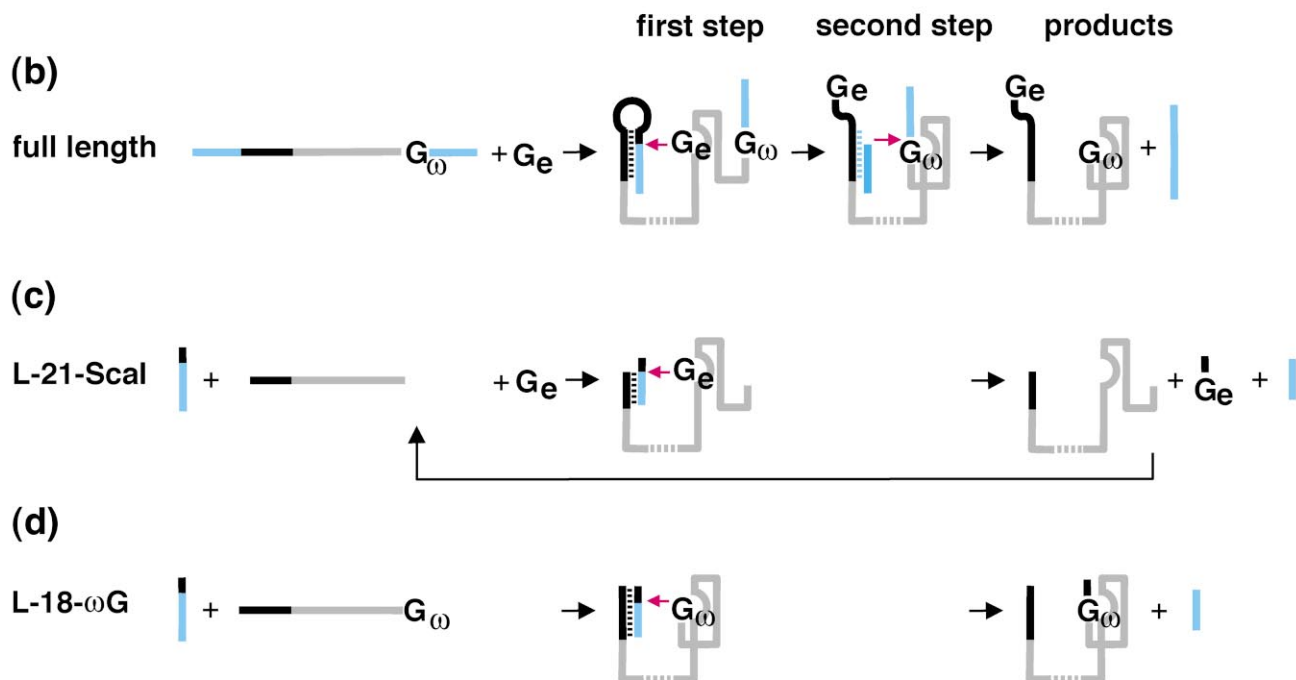 first step second step products
(b)
full length Gω + Ge Ge Gω Ge Gω Ge Gω +
(c)
L-21-ScaI + + Ge Ge + Ge +
(d)
L-18-ωG + Gω Gω Gω +